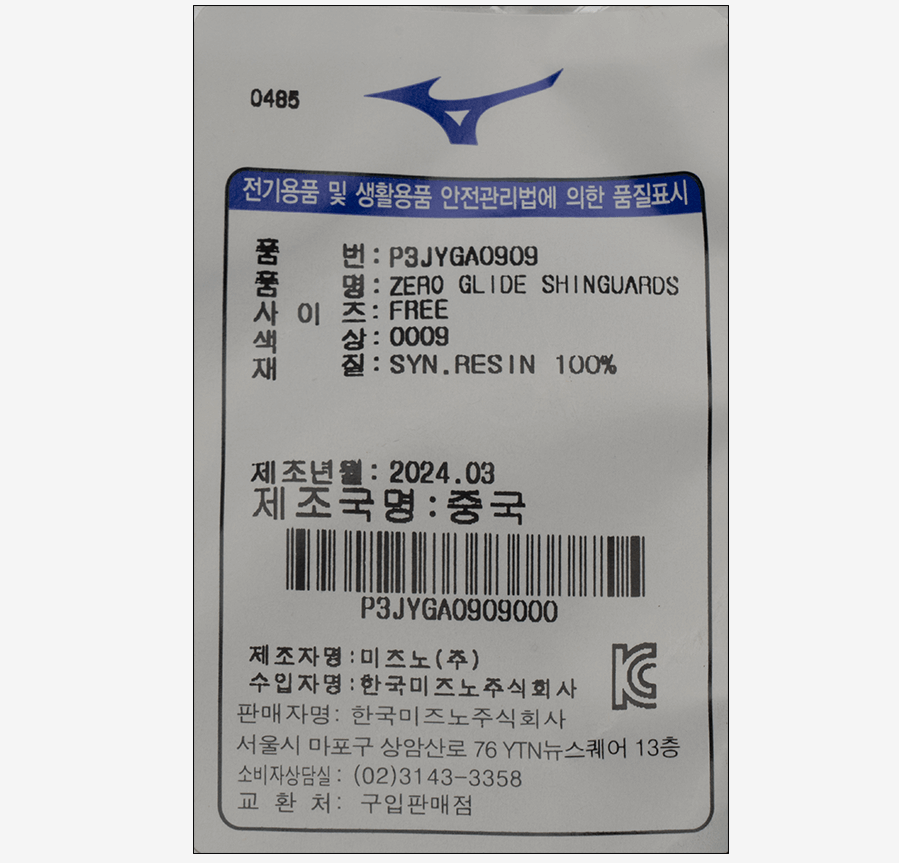 0485
전기용품 및 생활용품 안전관리법에 의한 품질표시
품 번 : P3JYGA0909
품 명 : ZERO GLIDE SHINGUARDS
사 이 즈 : FREE
색 상 : 0009
재 질 : SYN.RESIN 100%
제조년월 : 2024.03
제조국명 : 중국
P3JYGA0909000
제조자명 : 미즈노(주)
수입자명 : 한국미즈노주식회사
판매자명 : 한국미즈노주식회사
서울시 마포구 상암산로 76 YTN뉴스퀘어 13층
소비자상담실 : (02)3143-3358
교 환 처 : 구입판매점